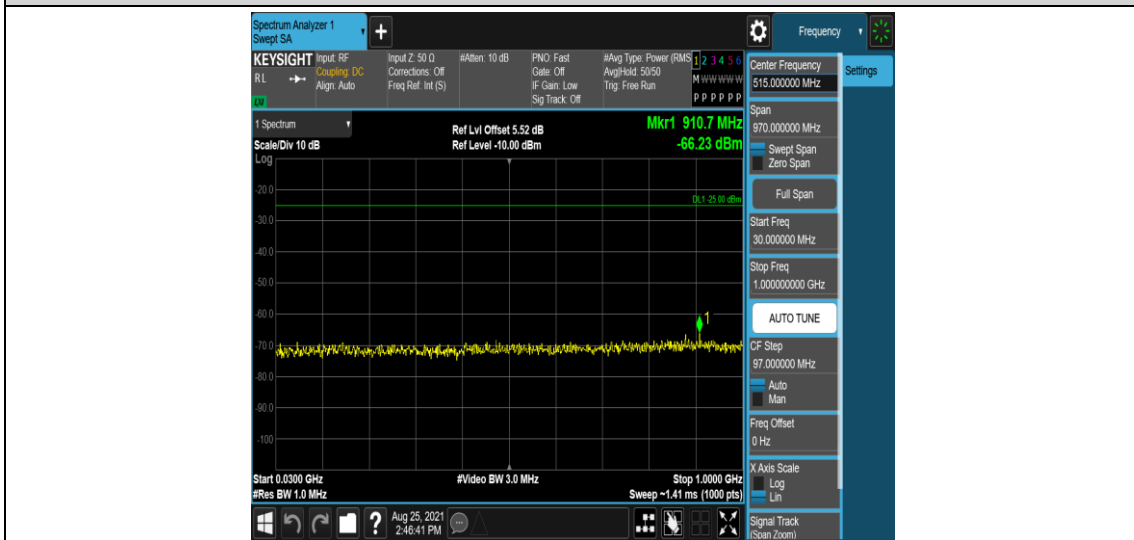 Spectrum Analyzer 1
Swept SA
+
Frequency
KEYSIGHT
RL
LXI
Input: RF
Coupling: DC
Align: Auto
Input Z: 50 Ω
Corrections: Off
Freq Ref: Int (S)
#Atten: 10 dB
PNO: Fast
Gate: Off
IF Gain: Low
Sig Track: Off
#Avg Type: Power (RMS
Avg|Hold: 50/50
Trig: Free Run
1 2 3 4 5 6
M W W W W W
P P P P P P
1 Spectrum
Scale/Div 10 dB
Ref Lvl Offset 5.52 dB
Ref Level -10.00 dBm
Mkr1 910.7 MHz
-66.23 dBm
Log
-20.0
DL1 -25.00 dBm
-30.0
-40.0
-50.0
-60.0
1
-70.0
-80.0
-90.0
-100
Start 0.0300 GHz
#Res BW 1.0 MHz
#Video BW 3.0 MHz
Stop 1.0000 GHz
Sweep ~1.41 ms (1000 pts)
?
Aug 25, 2021
2:46:41 PM
Center Frequency
515.000000 MHz
Settings
Span
970.000000 MHz
Swept Span
Zero Span
Full Span
Start Freq
30.000000 MHz
Stop Freq
1.000000000 GHz
AUTO TUNE
CF Step
97.000000 MHz
Auto
Man
Freq Offset
0 Hz
X Axis Scale
Log
Lin
Signal Track
(Span Zoom)